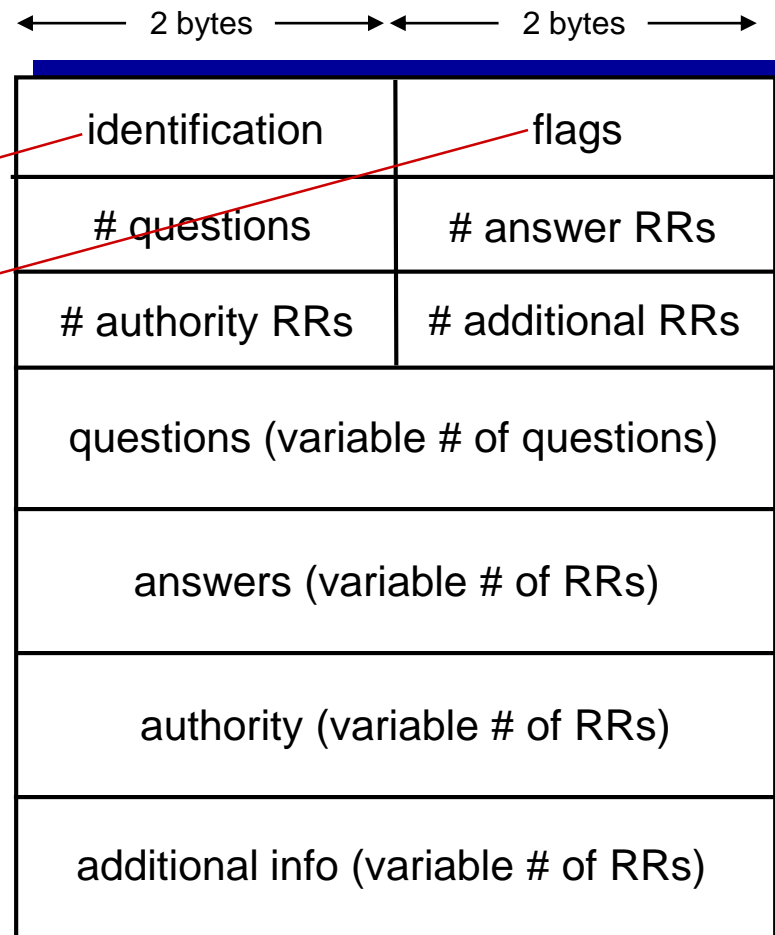 2 bytes 2 bytes
identification flags
# questions # answer RRs
# authority RRs # additional RRs
questions (variable # of questions)
answers (variable # of RRs)
authority (variable # of RRs)
additional info (variable # of RRs)